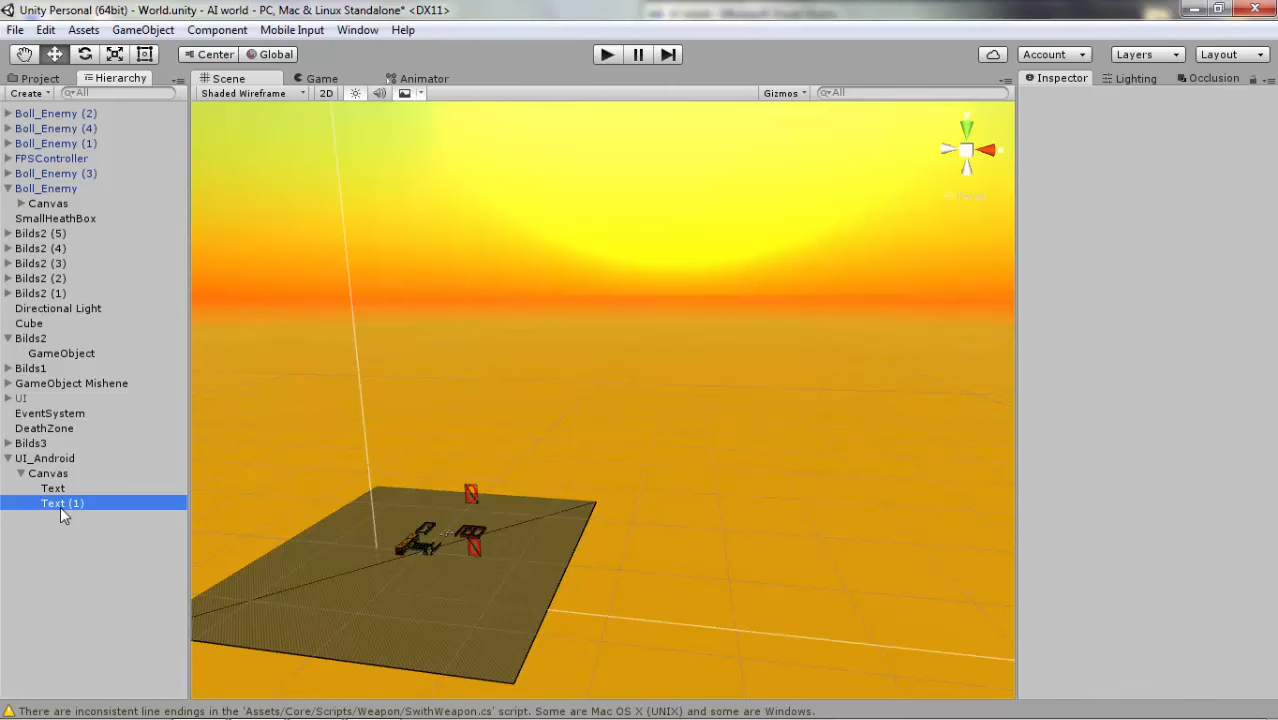 Unity Personal (64bit) - World.unity - AI world - PC, Mac & Linux Standalone* <DX11>
File Edit Assets GameObject Component Mobile Input Window Help
Center Global Account Layers Layout
Project Hierarchy Scene Game Animator Inspector Lighting Occlusion
Create All Shaded Wireframe 2D Gizmos All
Boll_Enemy (2)
Boll_Enemy (4)
Boll_Enemy (1)
FPSController
Boll_Enemy (3)
Boll_Enemy
Canvas
SmallHeathBox
Bilds2 (5)
Bilds2 (4)
Bilds2 (3)
Bilds2 (2)
Bilds2 (1)
Directional Light
Cube
Bilds2
GameObject
Bilds1
GameObject Mishene
UI
EventSystem
DeathZone
Bilds3
UI_Android
Canvas
Text
Text (1)
There are inconsistent line endings in the 'Assets/Core/Scripts/Weapon/SwithWeapon.cs' script. Some are Mac OS X (UNIX) and some are Windows.